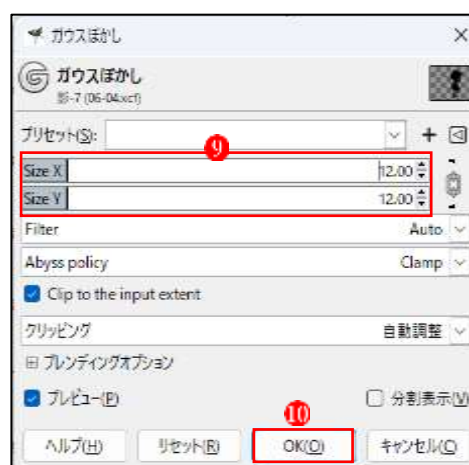 ガウスぼかし
ガウスぼかし
影-7 (06-04.xcf)
プリセット(S):
9
Size X 12.00
Size Y 12.00
Filter Auto
Abyss policy Clamp
Clip to the input extent
クリッピング 自動調整
ブレンディングオプション
プレビュー(P) 分割表示(V)
10
ヘルプ(H) リセット(R) OK(O) キャンセル(C)